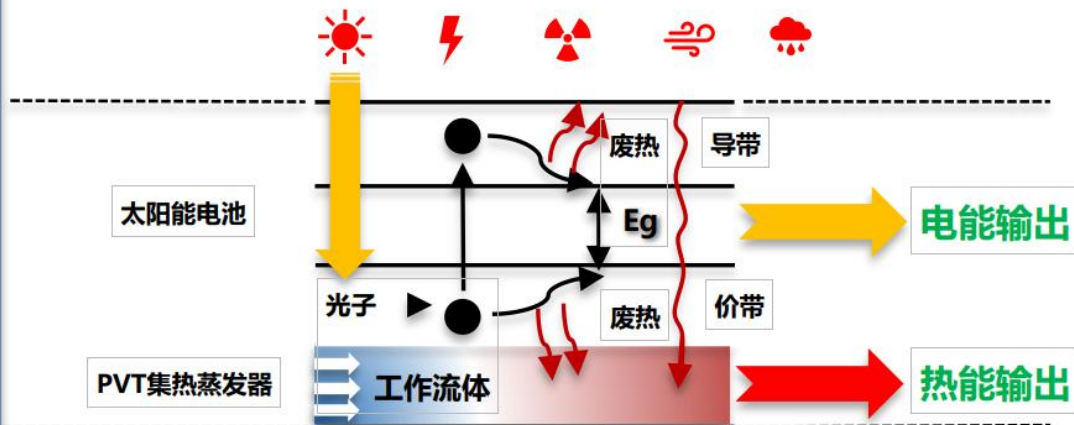 废热
导带
太阳能电池
Eg
电能输出
光子
废热
价带
PVT集热蒸发器
工作流体
热能输出